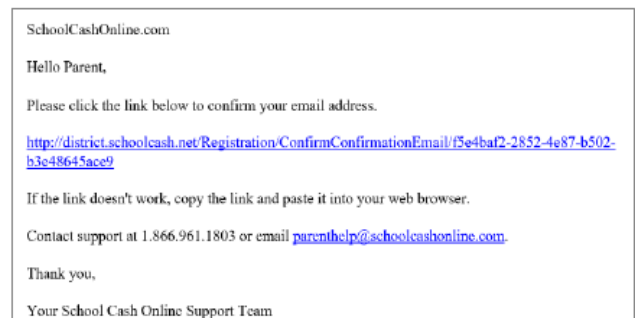 SchoolCashOnline.com
Hello Parent,
Please click the link below to confirm your email address.
http://district.schoolcash.net/Registration/ConfirmConfirmationEmail/f5e4baf2-2852-4e87-b502-
b3e48645ace9
If the link doesn't work, copy the link and paste it into your web browser.
Contact support at 1.866.961.1803 or email parenthelp@schoolcashonline.com.
Thank you,
Your School Cash Online Support Team